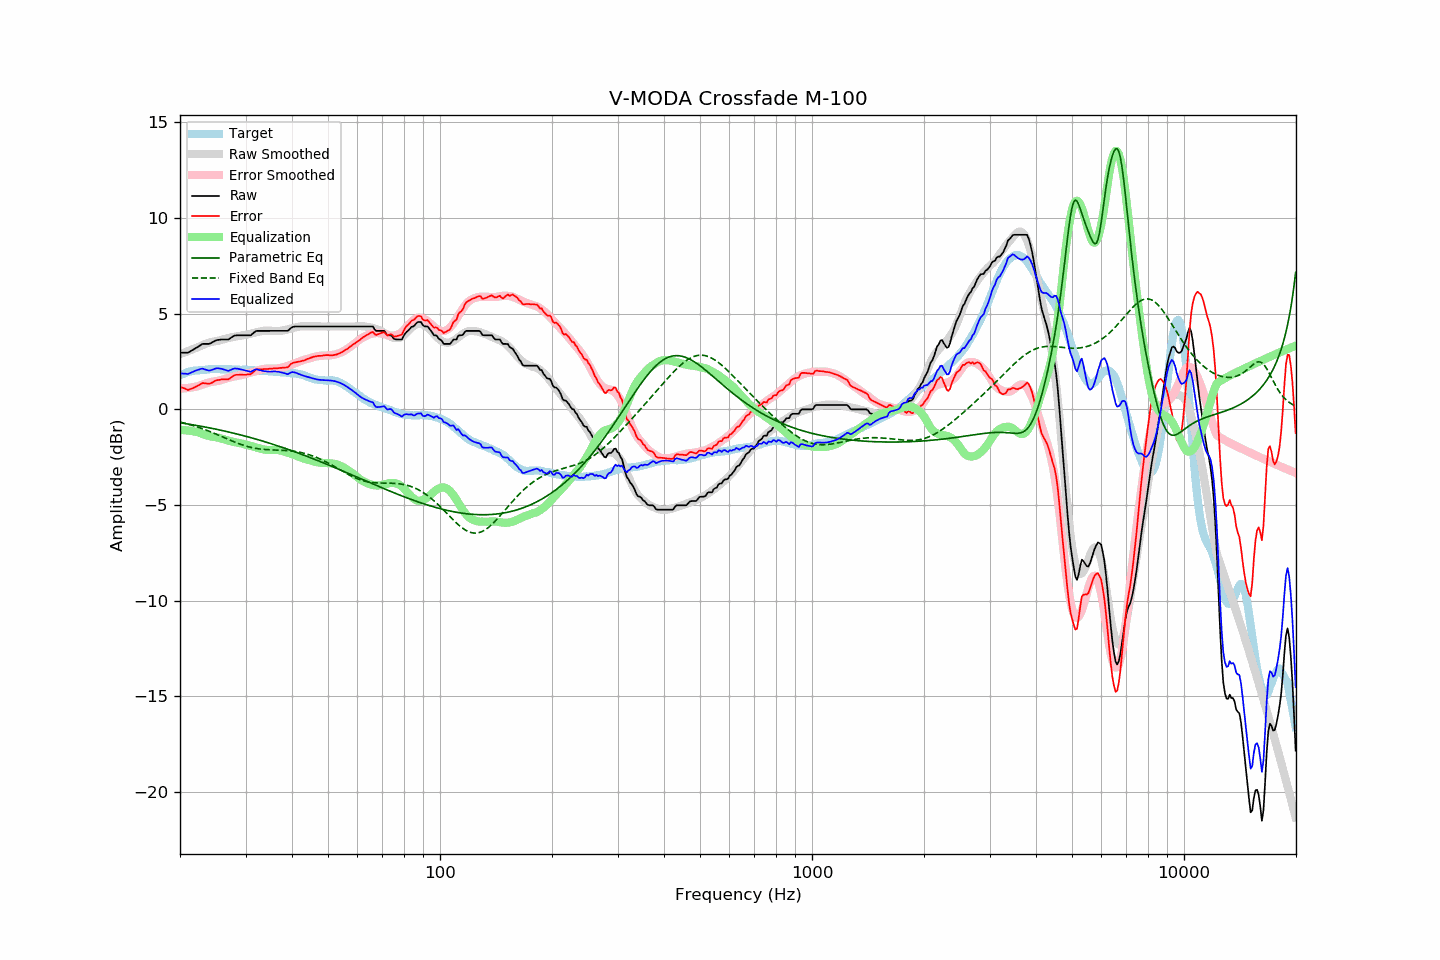 V-MODA Crossfade M-100
Target
Raw Smoothed
Error Smoothed
Raw
Error
Equalization
Parametric Eq
Fixed Band Eq
Equalized
15
10
5
0
−5
−10
−15
−20
Amplitude (dBr)
100
1000
10000
Frequency (Hz)